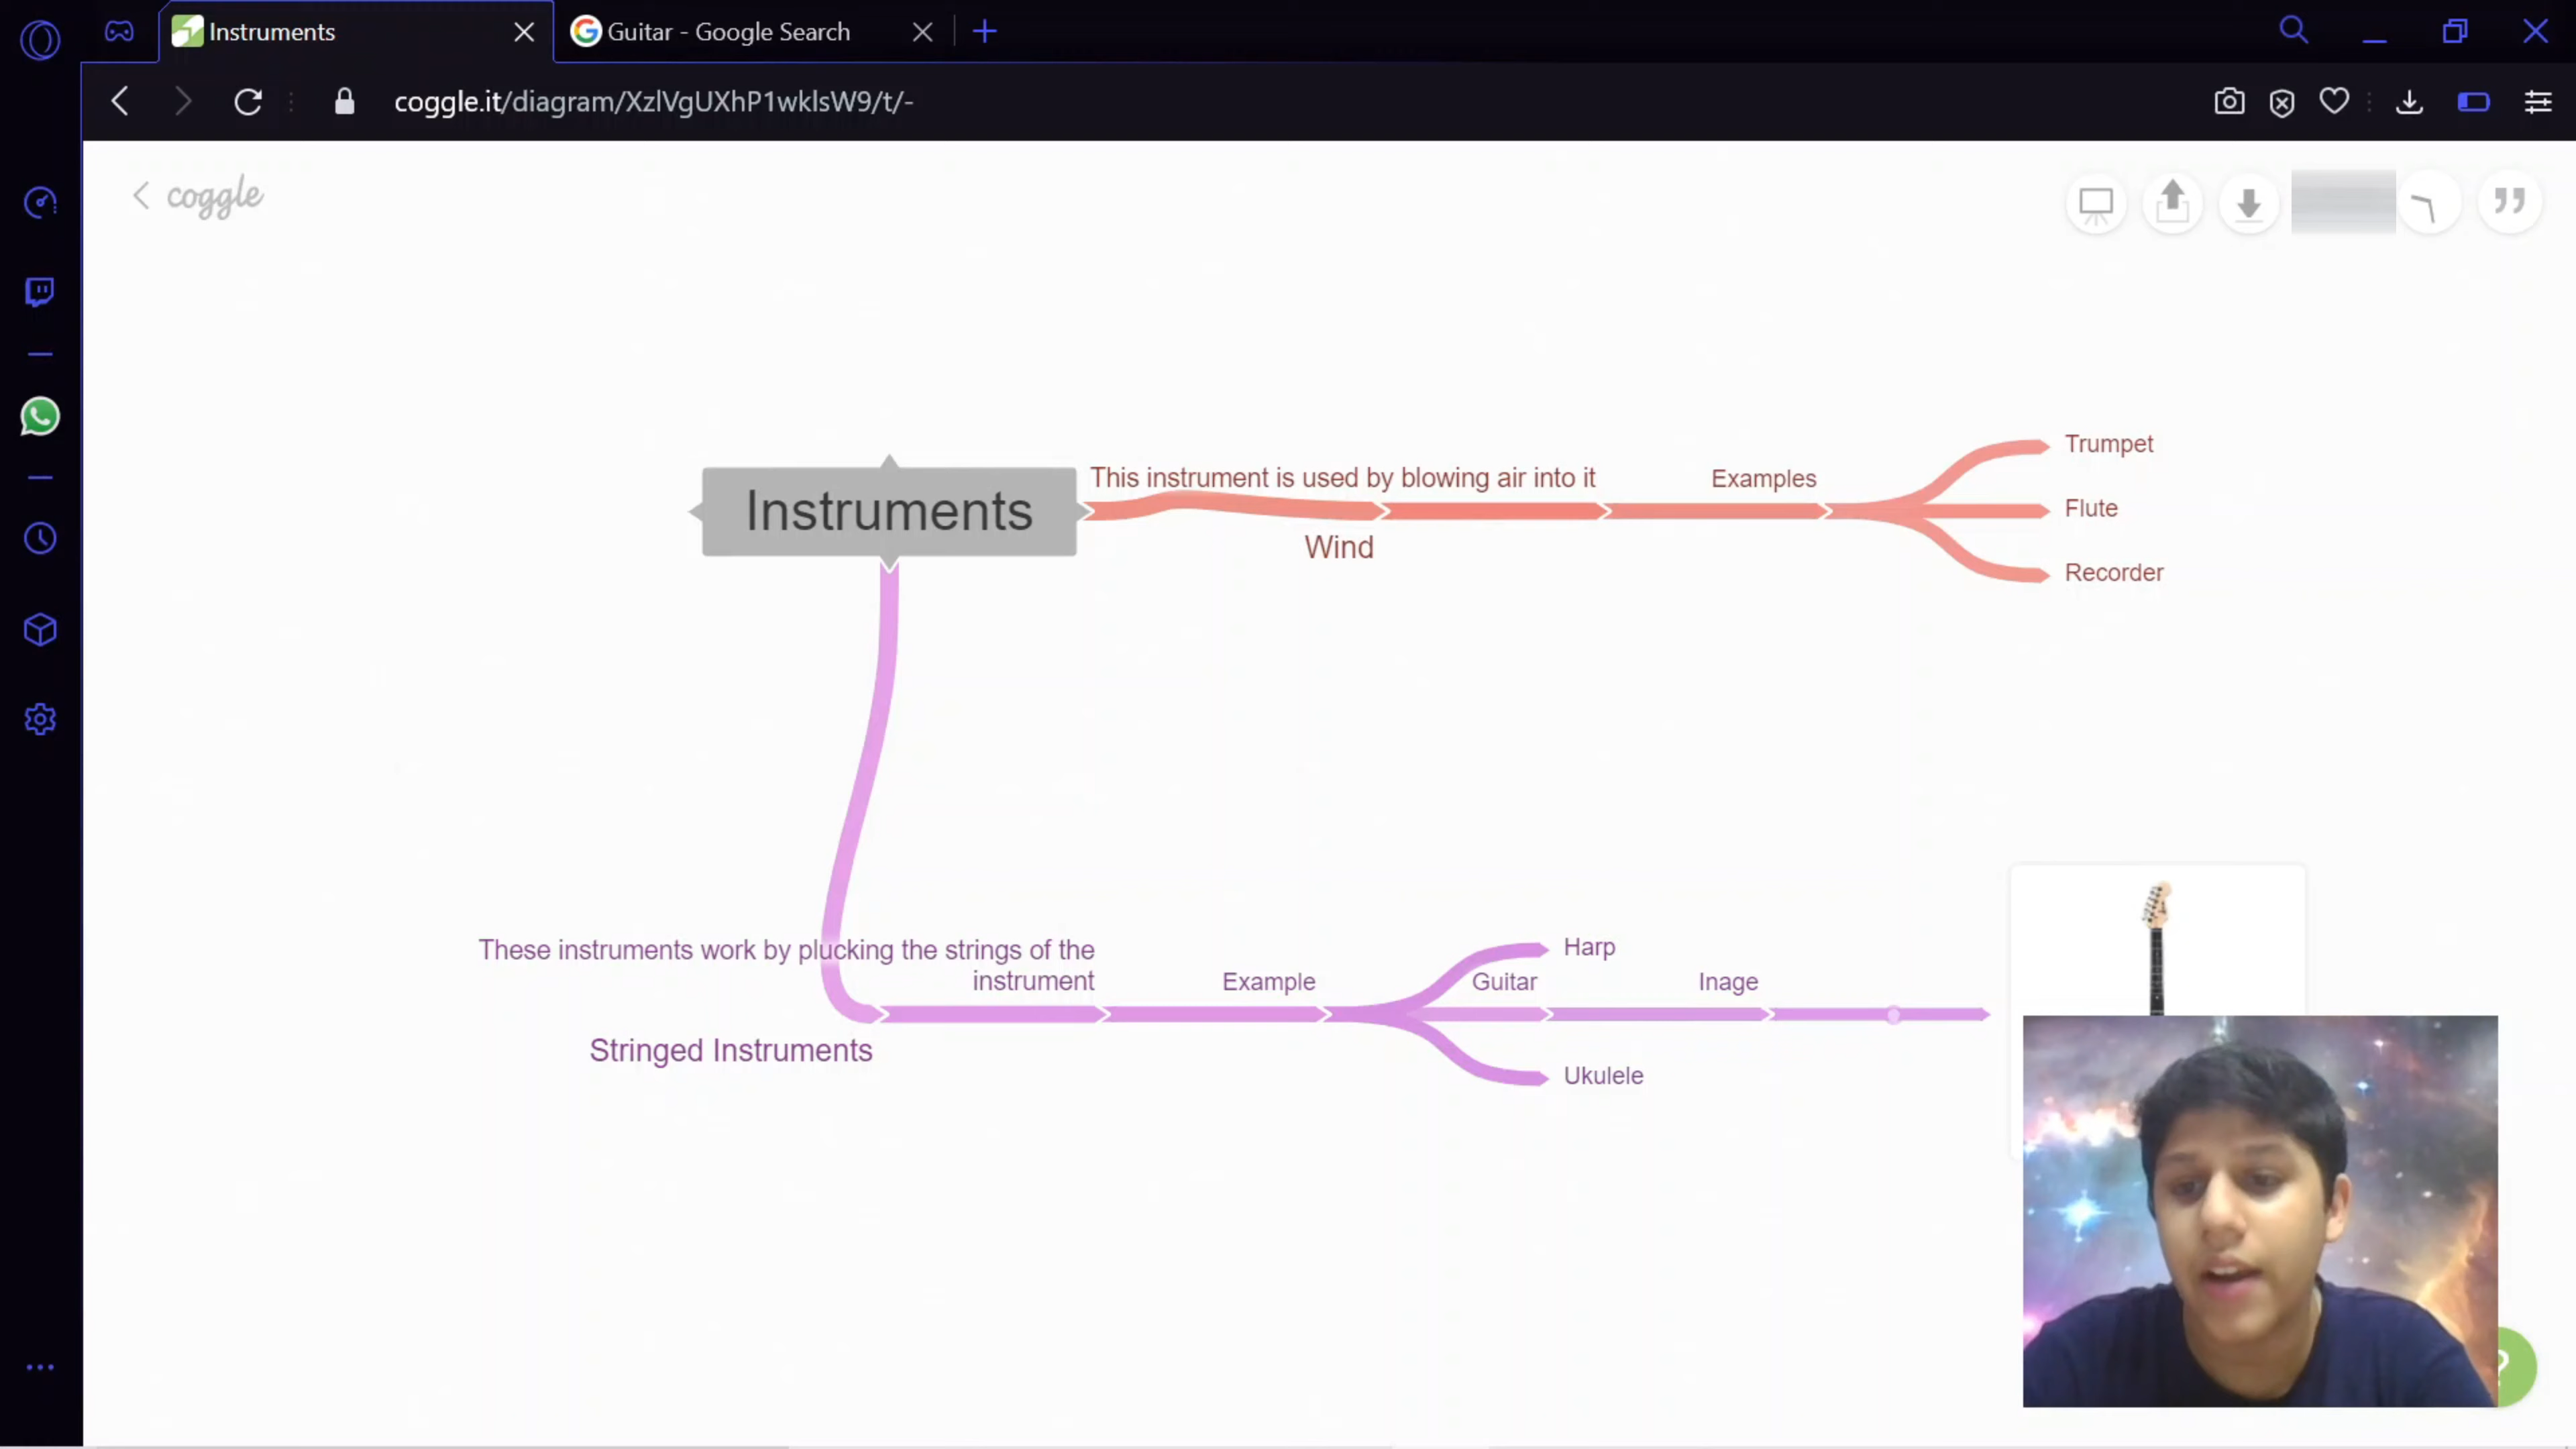 Instruments
Guitar - Google Search
coggle.it/diagram/XzlVgUXhP1wklsW9/t/-
coggle
Instruments
This instrument is used by blowing air into it
Wind
Examples
Trumpet
Flute
Recorder
These instruments work by plucking the strings of the
instrument
Stringed Instruments
Example
Harp
Guitar
Inage
Ukulele